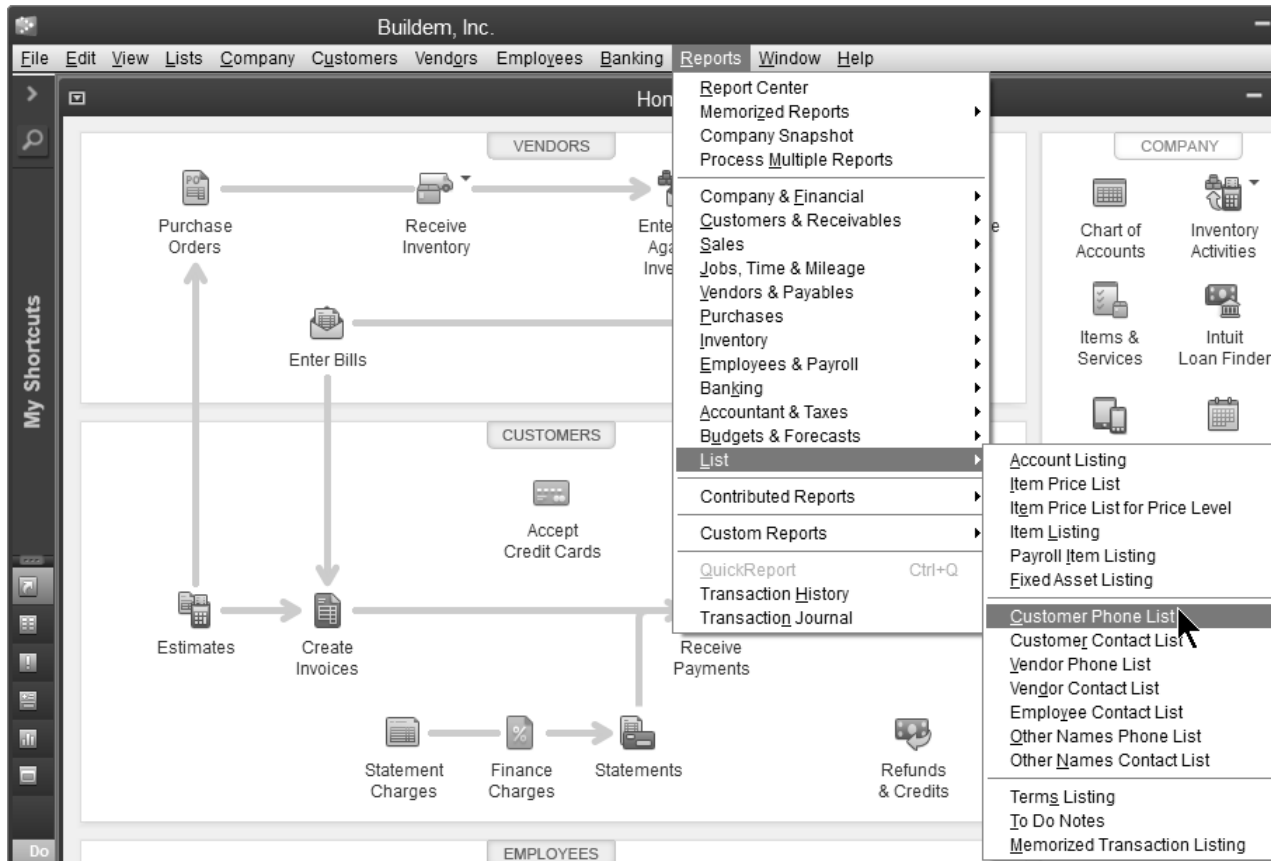 Buildem, Inc.
File Edit View Lists Company Customers Vendors Employees Banking Reports Window Help
Hon
My Shortcuts
Do
VENDORS
Purchase
Orders
Receive
Inventory
Ente
Aga
Inve
e
Enter Bills
CUSTOMERS
Accept
Credit Cards
Estimates
Create
Invoices
Receive
Payments
Statement
Charges
Finance
Charges
Statements
Refunds
& Credits
EMPLOYEES
COMPANY
Chart of
Accounts
Inventory
Activities
Items &
Services
Intuit
Loan Finder
Report Center
Memorized Reports
Company Snapshot
Process Multiple Reports
Company & Financial
Customers & Receivables
Sales
Jobs, Time & Mileage
Vendors & Payables
Purchases
Inventory
Employees & Payroll
Banking
Accountant & Taxes
Budgets & Forecasts
List
Contributed Reports
Custom Reports
QuickReport Ctrl+Q
Transaction History
Transaction Journal
Account Listing
Item Price List
Item Price List for Price Level
Item Listing
Payroll Item Listing
Fixed Asset Listing
Customer Phone List
Customer Contact List
Vendor Phone List
Vendor Contact List
Employee Contact List
Other Names Phone List
Other Names Contact List
Terms Listing
To Do Notes
Memorized Transaction Listing